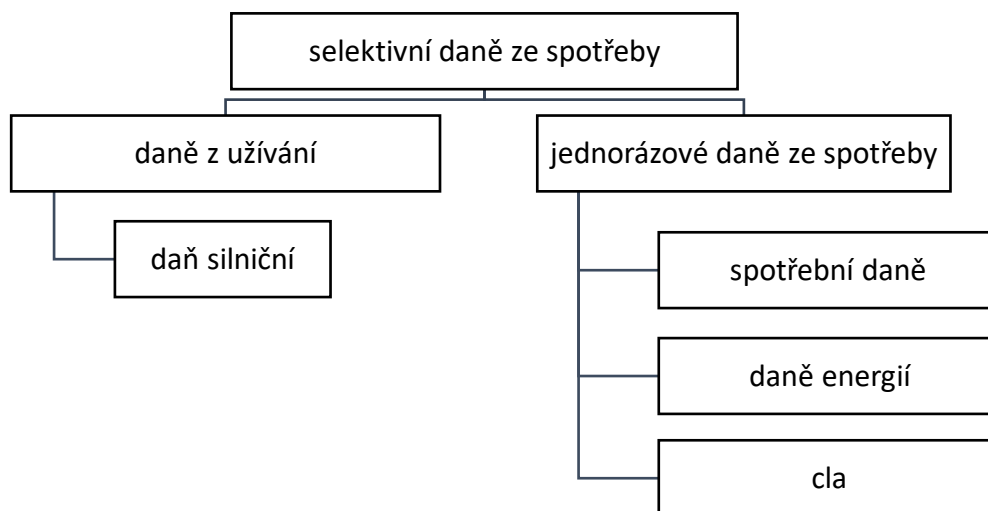 selektivní daně ze spotřeby
daně z užívání
jednorázové daně ze spotřeby
daň silniční
spotřební daně
daně energií
cla